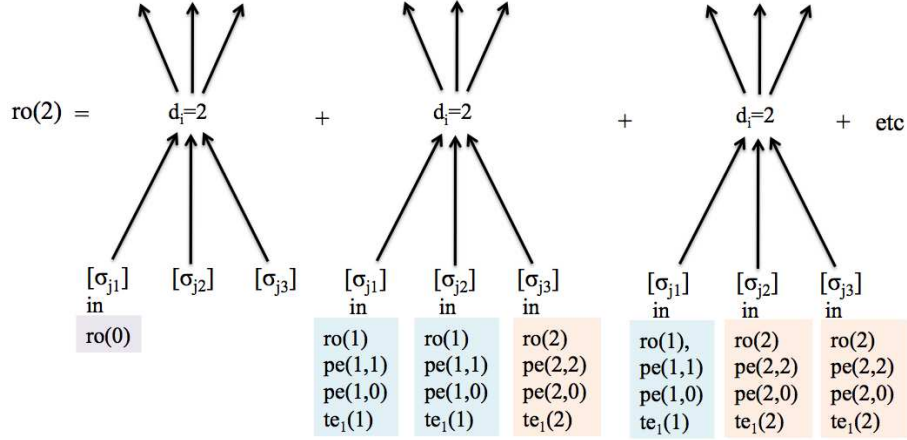 ro(2) = dᵢ=2 + dᵢ=2 + dᵢ=2 + etc
[σⱼ₁] [σⱼ₂] [σⱼ₃] [σⱼ₁] [σⱼ₂] [σⱼ₃] [σⱼ₁] [σⱼ₂] [σⱼ₃]
in in in in in in in
ro(0) ro(1) ro(1) ro(2) ro(1), ro(2) ro(2)
pe(1,1) pe(1,1) pe(2,2) pe(1,1) pe(2,2) pe(2,2)
pe(1,0) pe(1,0) pe(2,0) pe(1,0) pe(2,0) pe(2,0)
te₁(1) te₁(1) te₁(2) te₁(1) te₁(2) te₁(2)